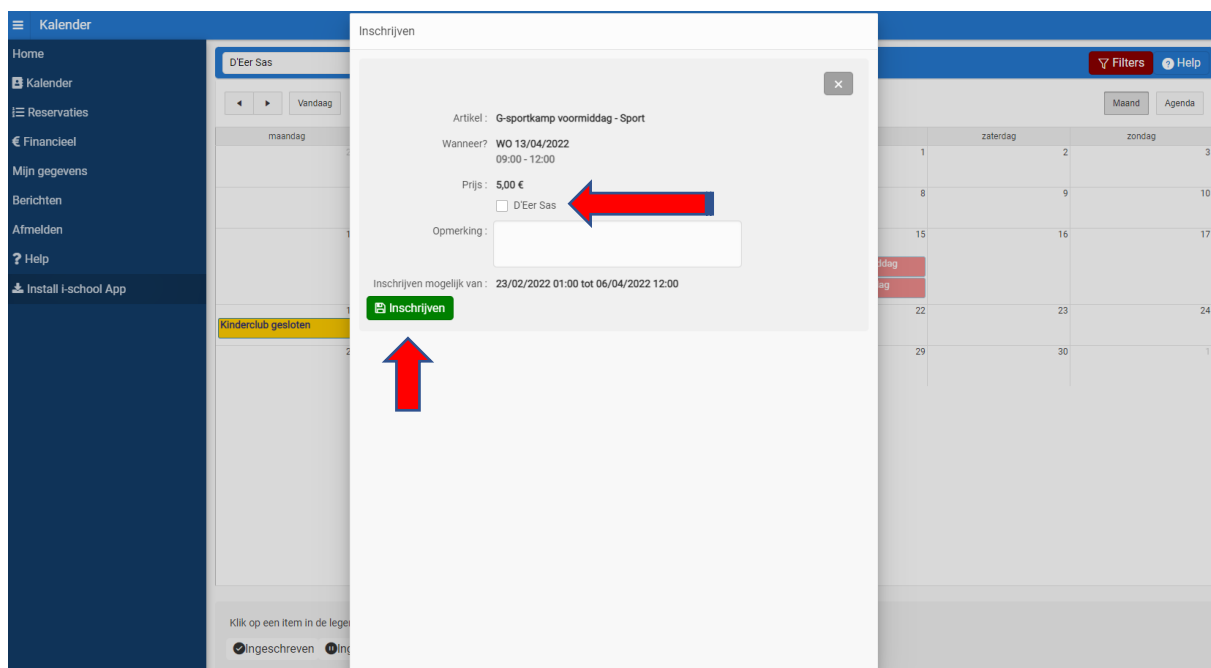 Kalender
Inschrijven
Home
Kalender
Reservaties
Financieel
Mijn gegevens
Berichten
Afmelden
Help
Install i-school App
D'Eer Sas
Filters
Help
Vandaag
Maand
Agenda
maandag
zaterdag
zondag
1 2 3
8 9 10
15 16 17
22 23 24
29 30 1
Kinderclub gesloten
Artikel : G-sportkamp voormiddag - Sport
Wanneer? WO 13/04/2022
09:00 - 12:00
Prijs : 5,00 €
D'Eer Sas
Opmerking :
Inschrijven mogelijk van : 23/02/2022 01:00 tot 06/04/2022 12:00
Inschrijven
Klik op een item in de
Ingeschreven